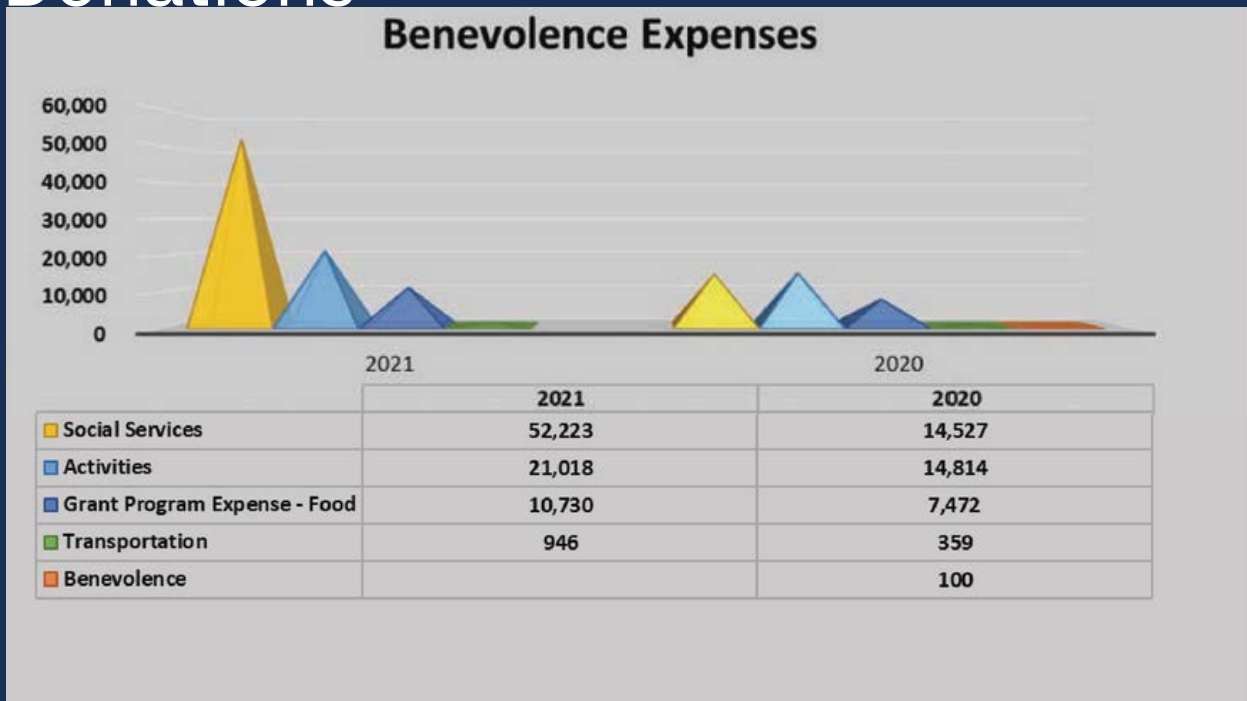 Donations
Benevolence Expenses
60,000
50,000
40,000
30,000
20,000
10,000
0
2021 2020
2021 2020
Social Services 52,223 14,527
Activities 21,018 14,814
Grant Program Expense - Food 10,730 7,472
Transportation 946 359
Benevolence 100